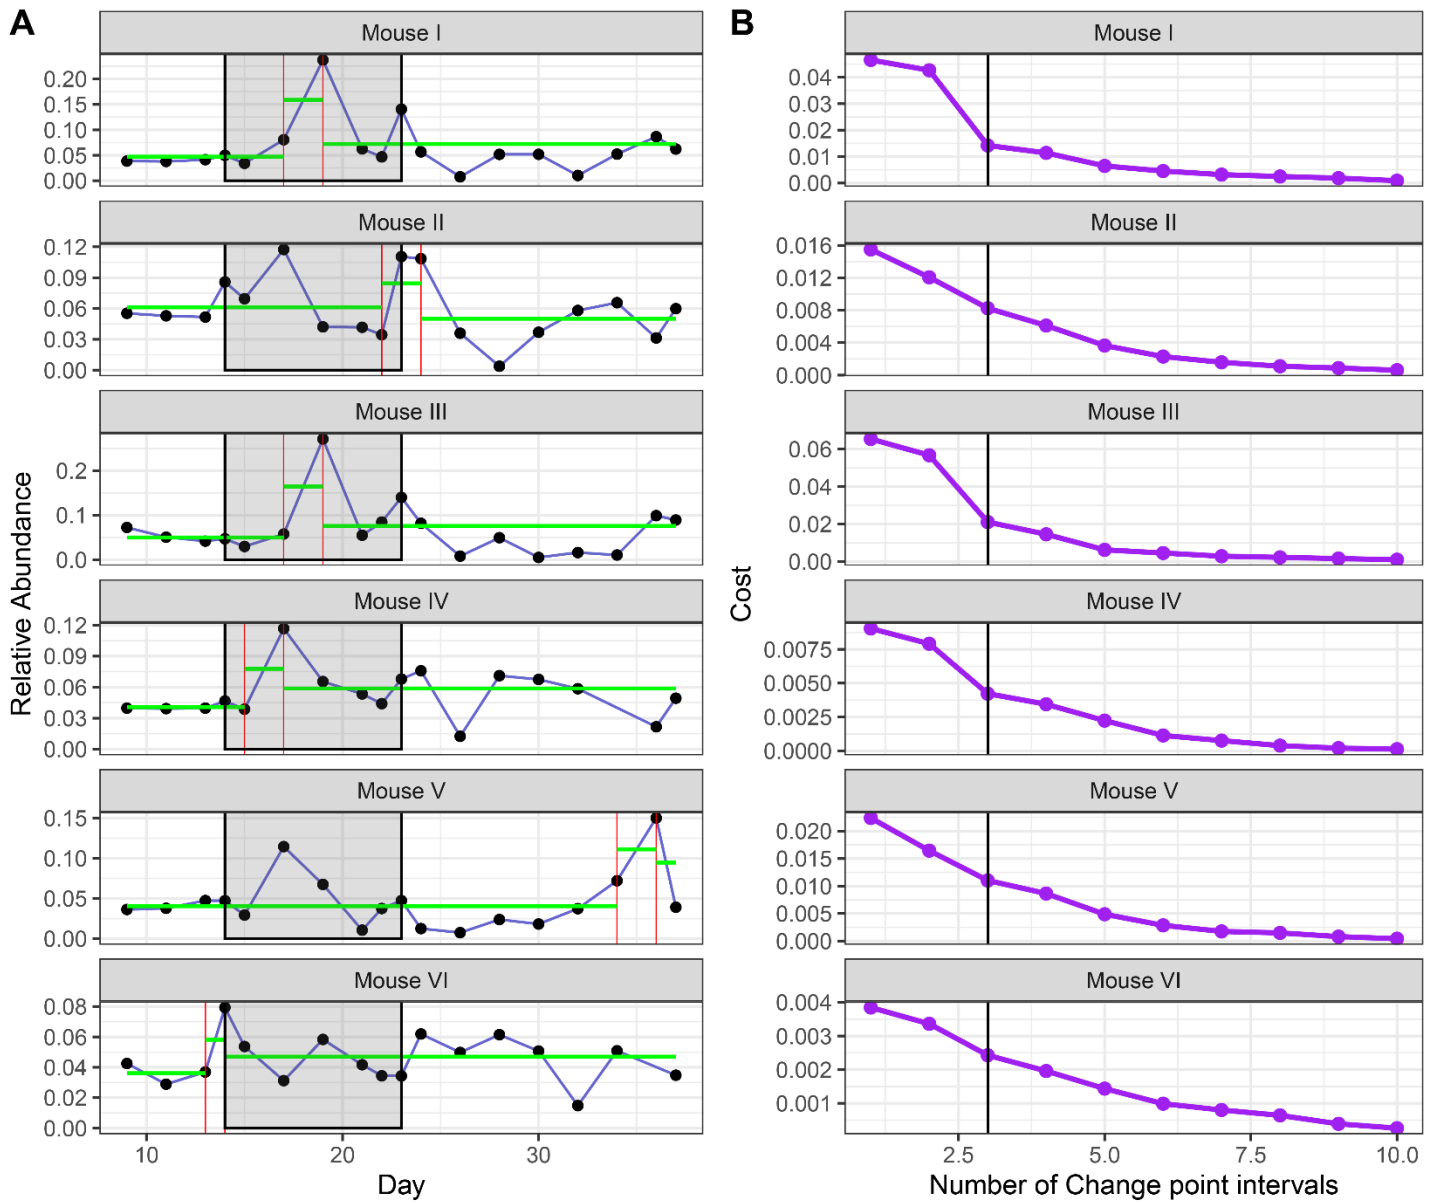 A
Mouse I
0.20
0.15
0.10
0.05
0.00
Mouse II
0.12
0.09
0.06
0.03
0.00
Mouse III
0.2
0.1
0.0
Mouse IV
0.12
0.09
0.06
0.03
0.00
Mouse V
0.15
0.10
0.05
0.00
Mouse VI
0.08
0.06
0.04
0.02
0.00
10 20 30
Day
Relative Abundance
B
Mouse I
0.04
0.03
0.02
0.01
0.00
Mouse II
0.016
0.012
0.008
0.004
0.000
Mouse III
0.06
0.04
0.02
0.00
Mouse IV
0.0075
0.0050
0.0025
0.0000
Mouse V
0.020
0.015
0.010
0.005
0.000
Mouse VI
0.004
0.003
0.002
0.001
2.5 5.0 7.5 10.0
Number of Change point intervals
Cost